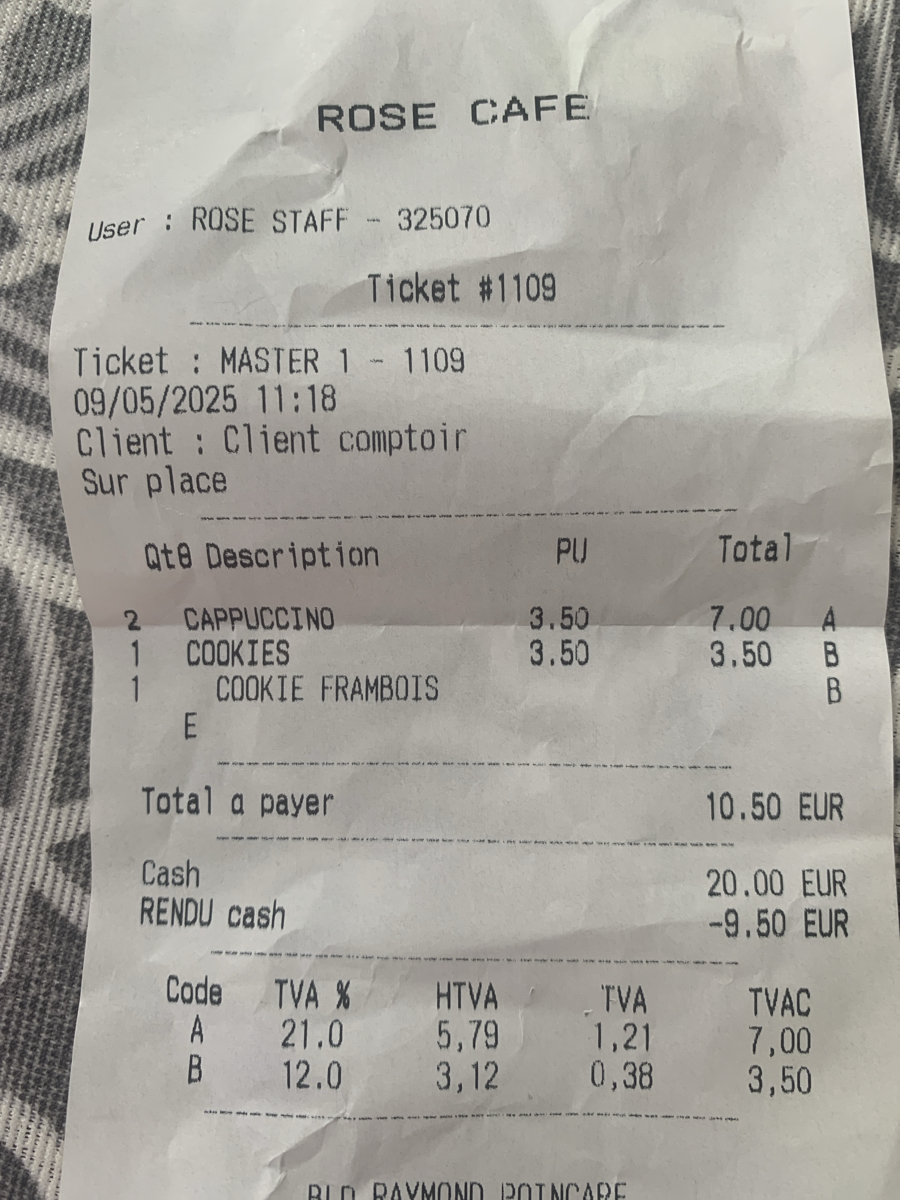 ROSE CAFE
User : ROSE STAFF - 325070
Ticket #1109
Ticket : MASTER 1 - 1109
09/05/2025 11:18
Client : Client comptoir
Sur place
Qté Description PU Total
2 CAPPUCCINO 3.50 7.00 A
1 COOKIES 3.50 3.50 B
1 COOKIE FRAMBOIS B
E
Total a payer 10.50 EUR
Cash 20.00 EUR
RENDU cash -9.50 EUR
Code TVA % HTVA TVA TVAC
A 21.0 5,79 1,21 7,00
B 12.0 3,12 0,38 3,50
BLD RAYMOND POINCARE